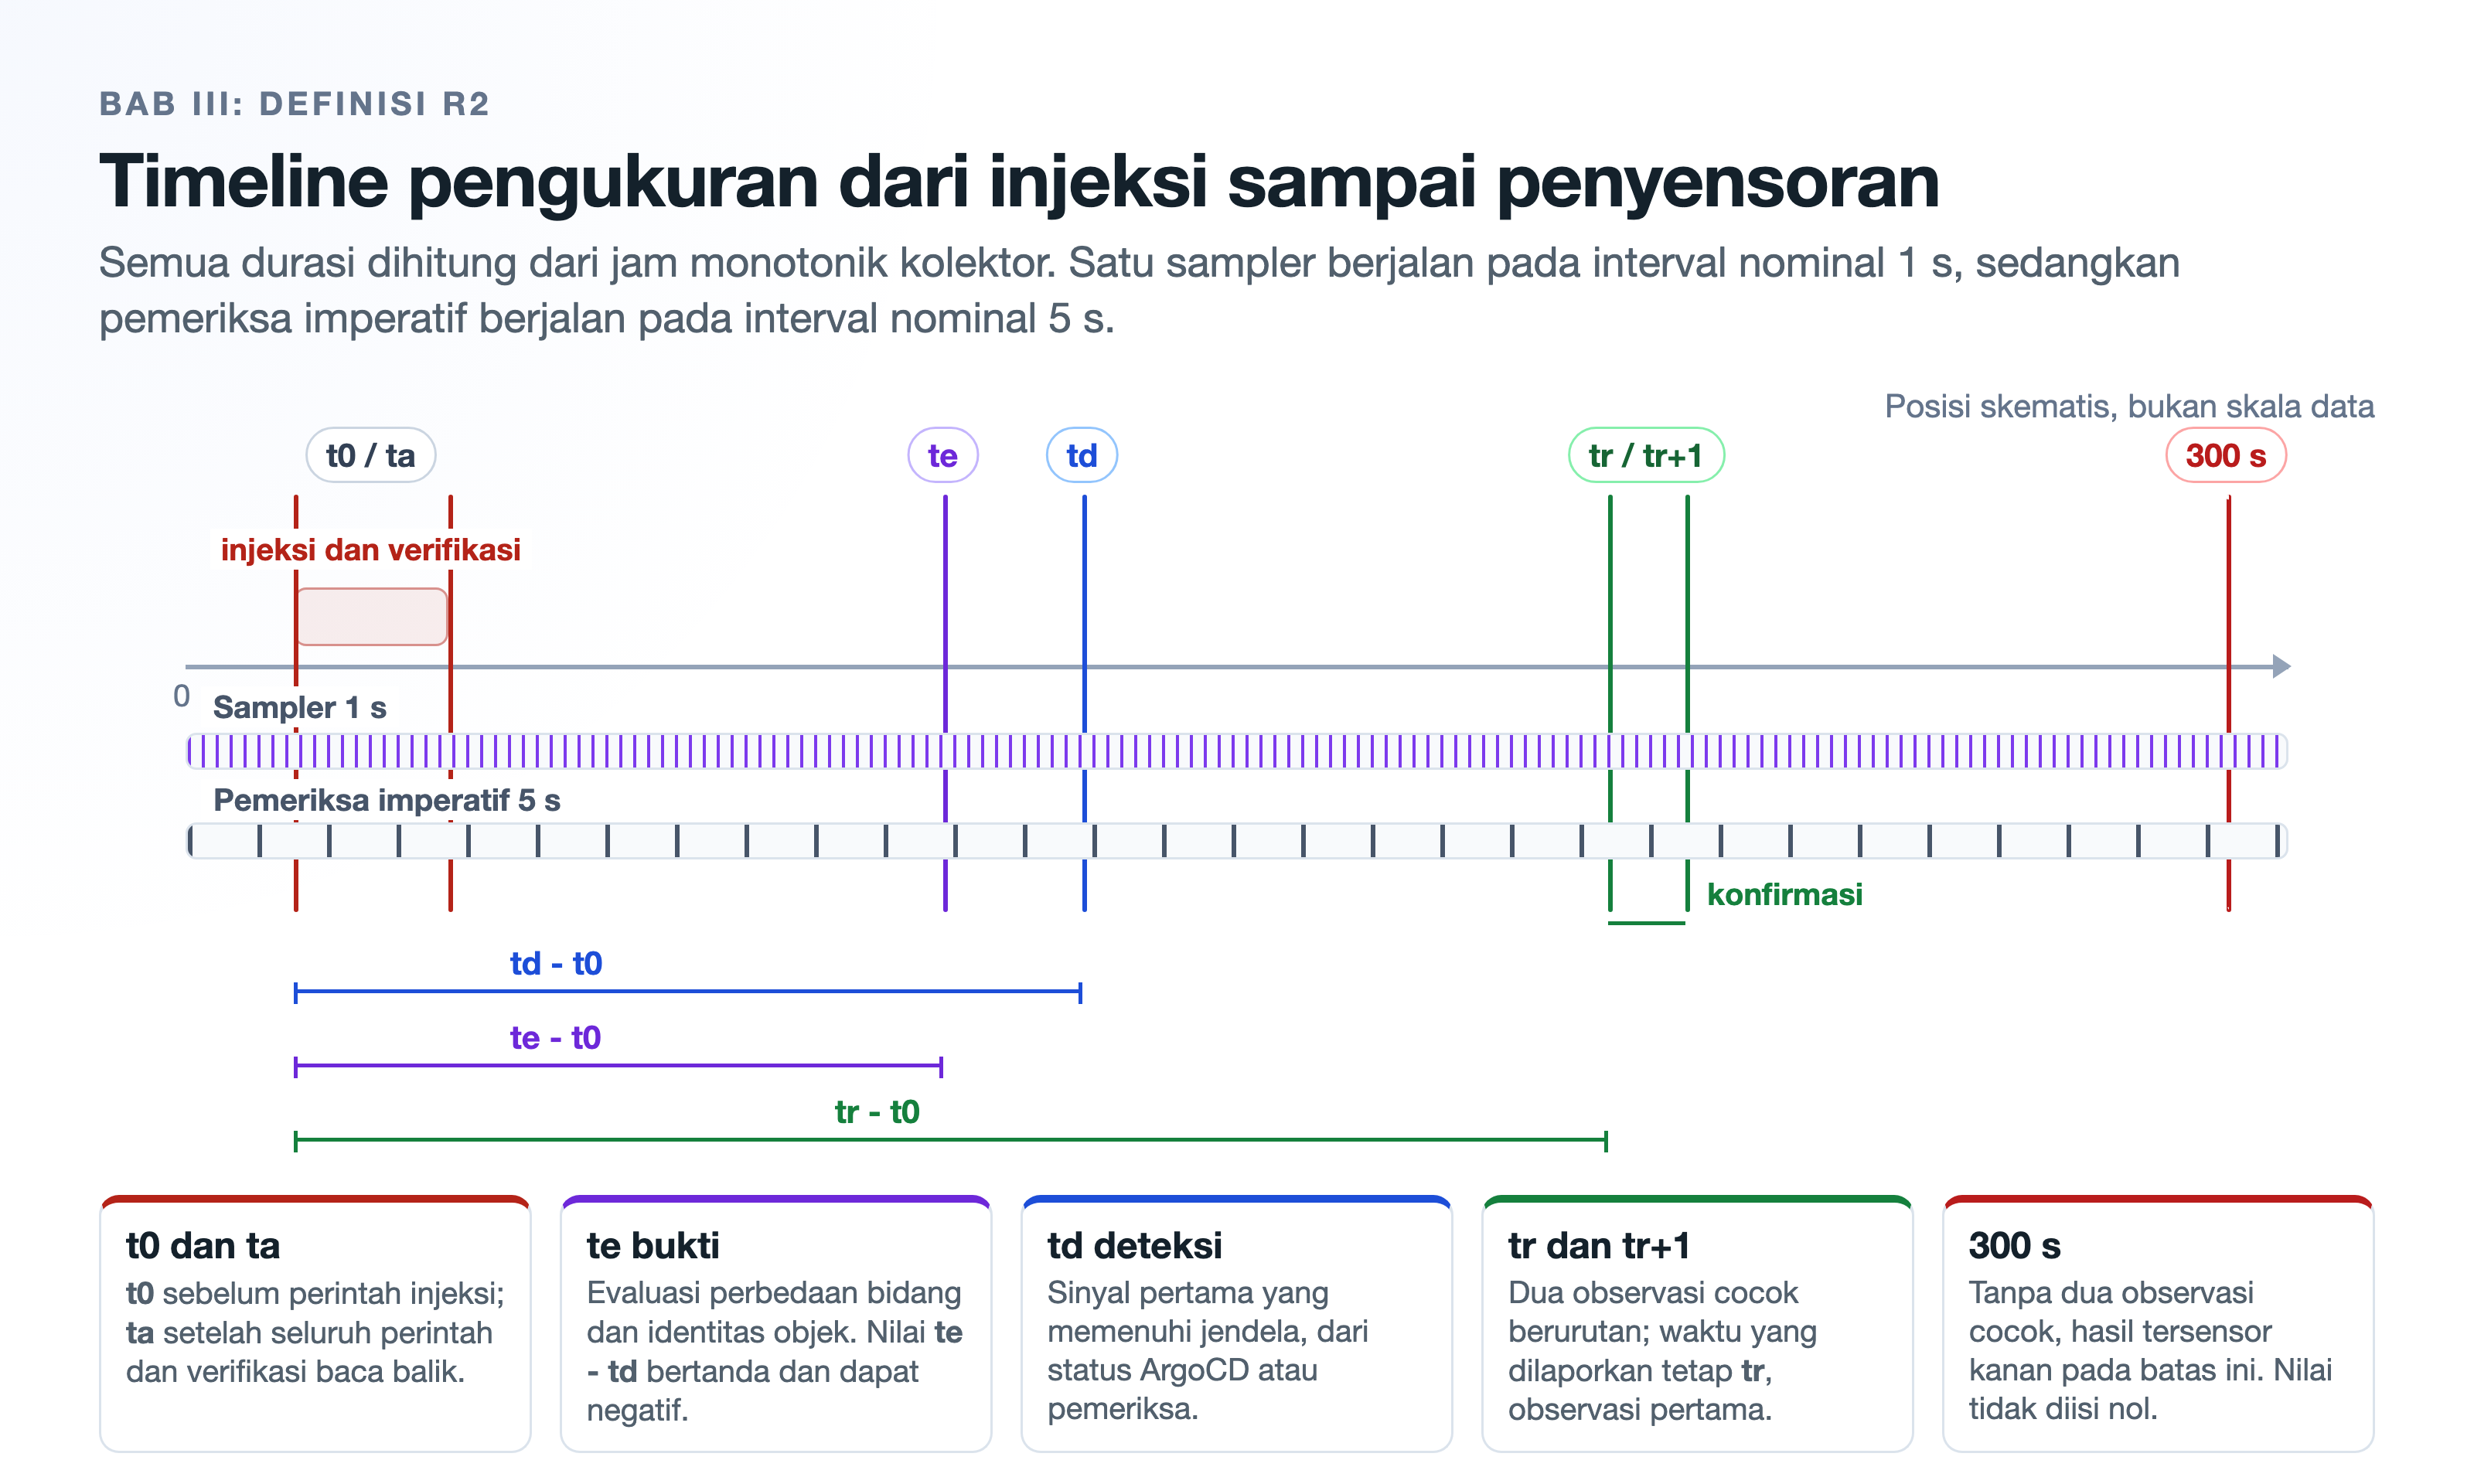 BAB III: DEFINISI R2
Timeline pengukuran dari injeksi sampai penyensoran
Semua durasi dihitung dari jam monotonik kolektor. Satu sampler berjalan pada interval nominal 1 s, sedangkan
pemeriksa imperatif berjalan pada interval nominal 5 s.
Posisi skematis, bukan skala data
t0 / ta
te
td
tr / tr+1
300 s
injeksi dan verifikasi
0
Sampler 1 s
Pemeriksa imperatif 5 s
konfirmasi
td - t0
te - t0
tr - t0
t0 dan ta
t0 sebelum perintah injeksi;
ta setelah seluruh perintah
dan verifikasi baca balik.
te bukti
Evaluasi perbedaan bidang
dan identitas objek. Nilai te
- td bertanda dan dapat
negatif.
td deteksi
Sinyal pertama yang
memenuhi jendela, dari
status ArgoCD atau
pemeriksa.
tr dan tr+1
Dua observasi cocok
berurutan; waktu yang
dilaporkan tetap tr,
observasi pertama.
300 s
Tanpa dua observasi
cocok, hasil tersensor
kanan pada batas ini. Nilai
tidak diisi nol.